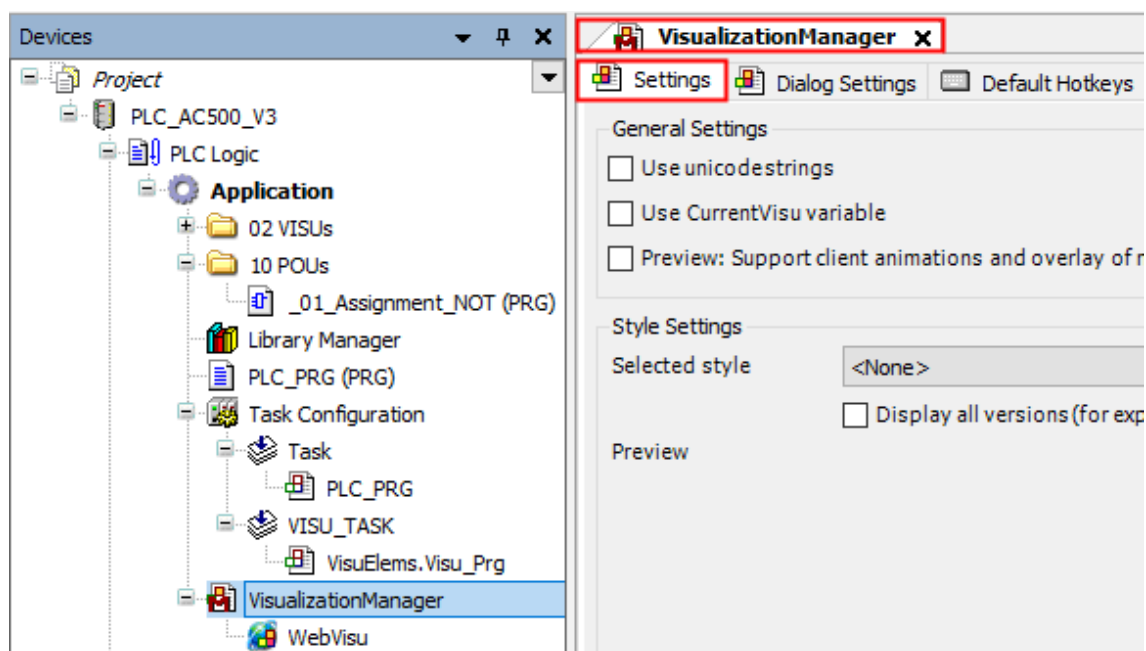 Devices
Project
PLC_AC500_V3
PLC Logic
Application
02 VISUs
10 POUs
_01_Assignment_NOT (PRG)
Library Manager
PLC_PRG (PRG)
Task Configuration
Task
PLC_PRG
VISU_TASK
VisuElems.Visu_Prg
VisualizationManager
WebVisu
VisualizationManager
Settings
Dialog Settings
Default Hotkeys
General Settings
Use unicodestrings
Use CurrentVisu variable
Preview: Support client animations and overlay of
Style Settings
Selected style
<None>
Display all versions (for exp
Preview